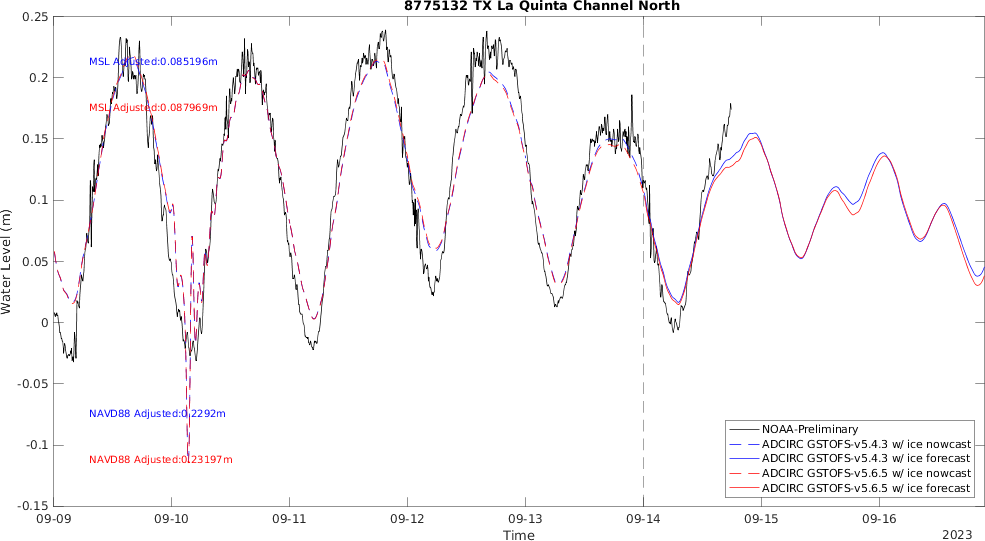 8775132 TX La Quinta Channel North
0.25
0.2
0.15
0.1
0.05
0
-0.05
-0.1
-0.15
Water Level (m)
MSL Adjusted:0.085196m
MSL Adjusted:0.087969m
NAVD88 Adjusted:0.2292m
NAVD88 Adjusted:0.23197m
NOAA-Preliminary
ADCIRC GSTOFS-v5.4.3 w/ ice nowcast
ADCIRC GSTOFS-v5.4.3 w/ ice forecast
ADCIRC GSTOFS-v5.6.5 w/ ice nowcast
ADCIRC GSTOFS-v5.6.5 w/ ice forecast
09-09 09-10 09-11 09-12 09-13 09-14 09-15 09-16
Time
2023